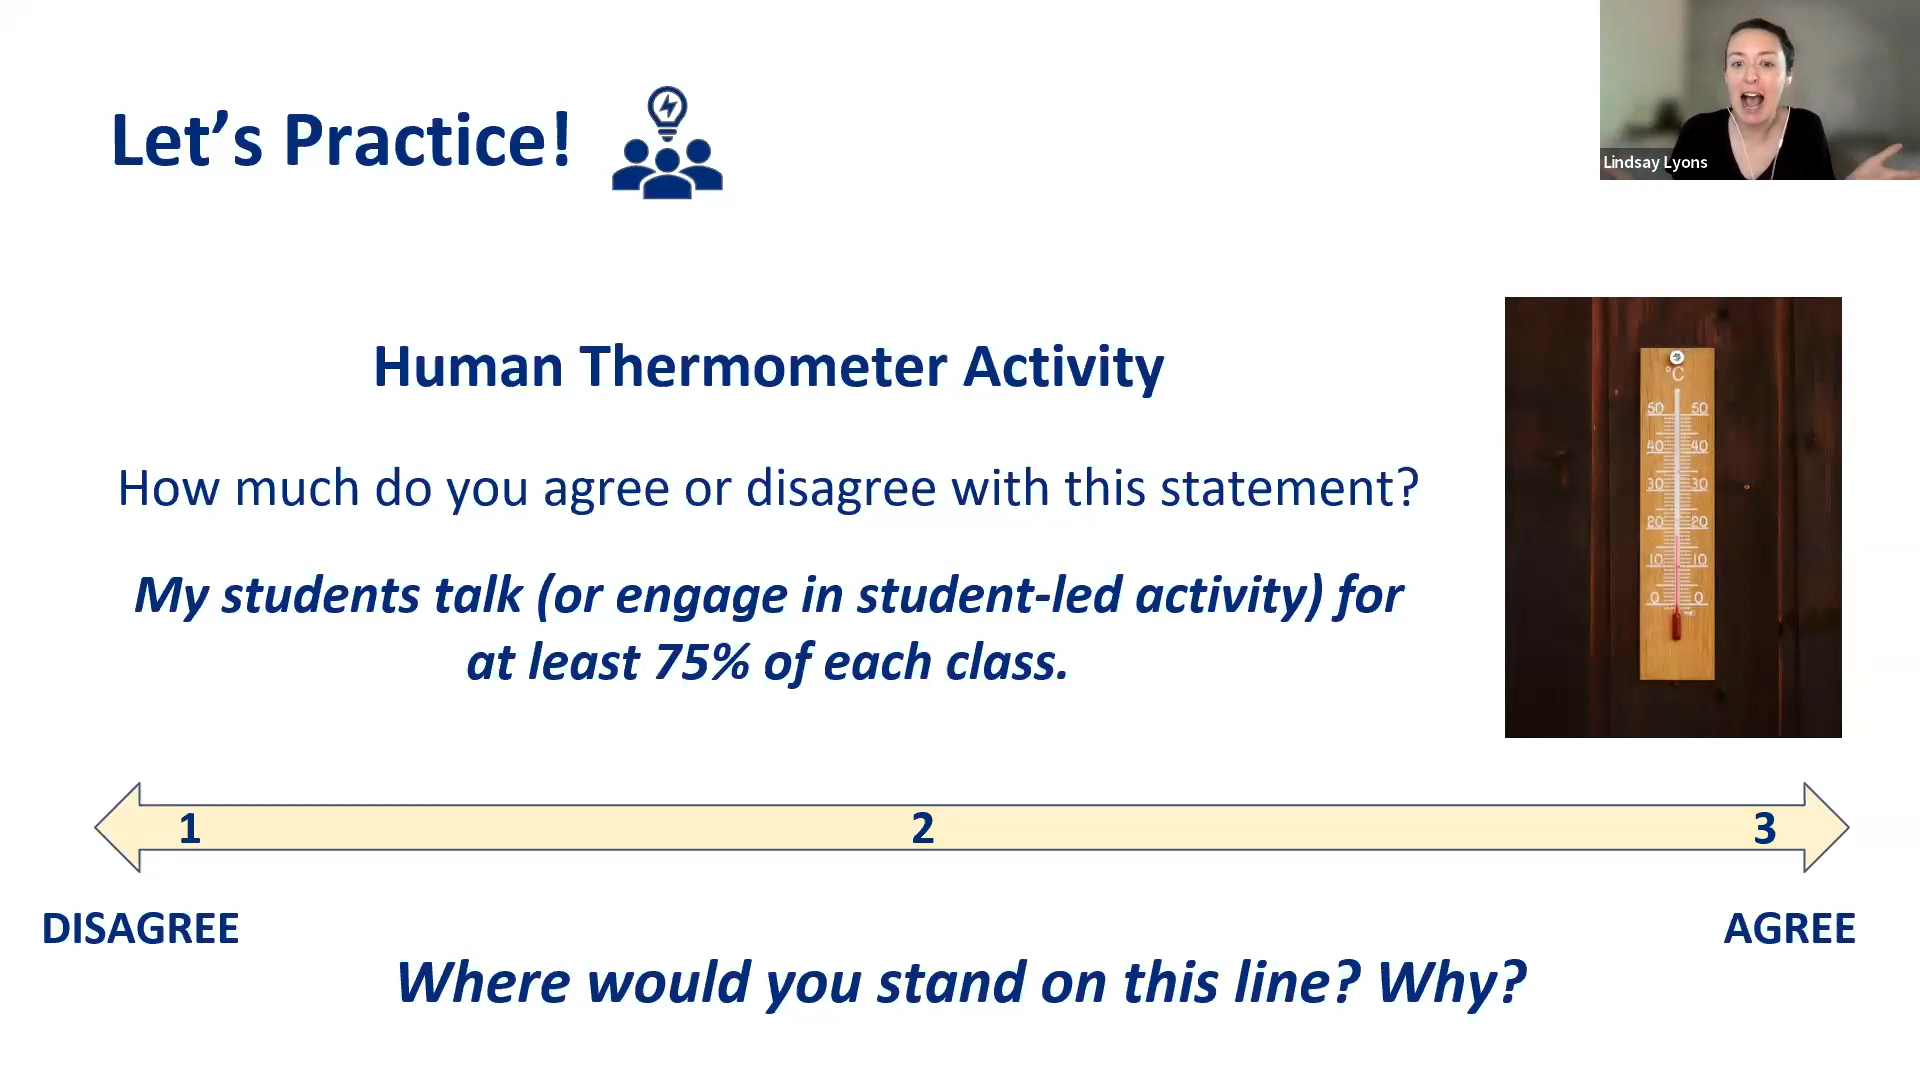 Let's Practice!
Lindsay Lyons
Human Thermometer Activity
How much do you agree or disagree with this statement?
My students talk (or engage in student-led activity) for
at least 75% of each class.
°C
50 50
40 40
30 30
20 20
10 10
0 0
1 2 3
DISAGREE AGREE
Where would you stand on this line? Why?